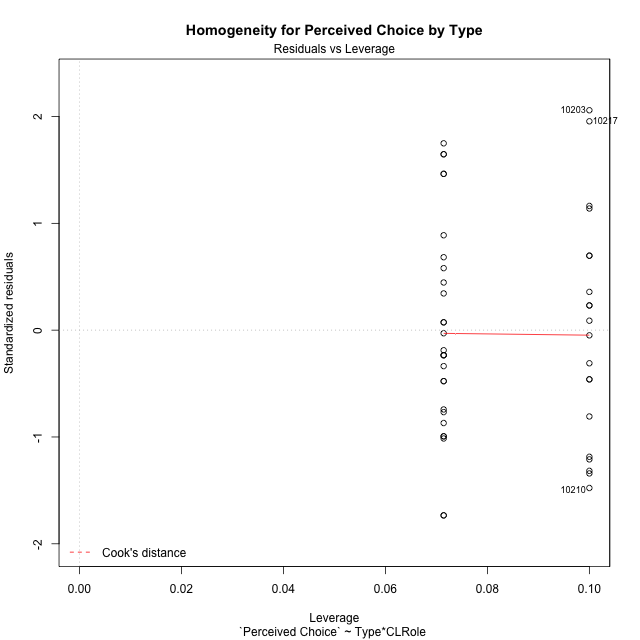 Homogeneity for Perceived Choice by Type
Residuals vs Leverage
10203
10217
2
1
0
-1
-2
Standardized residuals
10210
Cook's distance
0.00 0.02 0.04 0.06 0.08 0.10
Leverage
`Perceived Choice` ~ Type*CLRole